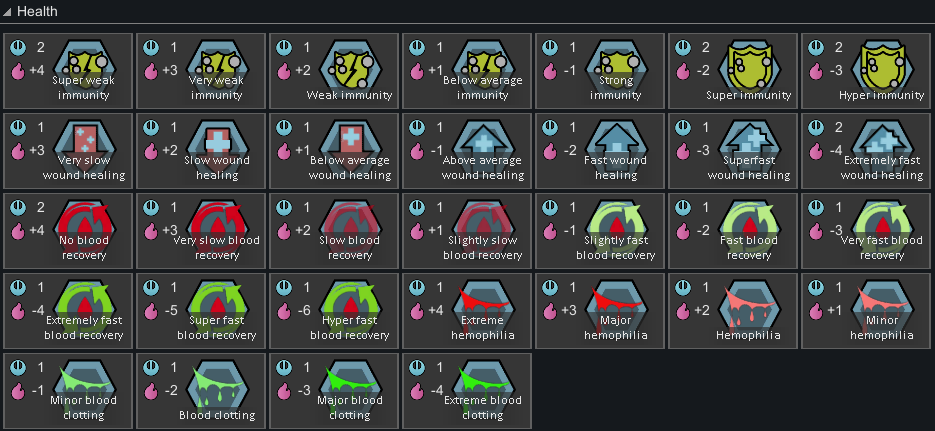 Health
2
+4
Super weak
immunity
1
+3
Very weak
immunity
1
+2
Weak immunity
1
+1
Below average
immunity
1
-1
Strong
immunity
2
-2
Super immunity
2
-3
Hyper immunity
1
+3
Very slow
wound healing
1
+2
Slow wound
healing
1
+1
Below average
wound healing
1
-1
Above average
wound healing
1
-2
Fast wound
healing
1
-3
Superfast
wound healing
2
-4
Extremely fast
wound healing
2
+4
No blood
recovery
1
+3
Very slow blood
recovery
1
+2
Slow blood
recovery
1
+1
Slightly slow
blood recovery
1
-1
Slightly fast
blood recovery
1
-2
Fast blood
recovery
1
-3
Very fast blood
recovery
1
-4
Extremely fast
blood recovery
1
-5
Super fast
blood recovery
1
-6
Hyper fast
blood recovery
1
+4
Extreme
hemophilia
1
+3
Major
hemophilia
1
+2
Hemophilia
1
+1
Minor
hemophilia
1
-1
Minor blood
clotting
1
-2
Blood clotting
1
-3
Major blood
clotting
1
-4
Extreme blood
clotting